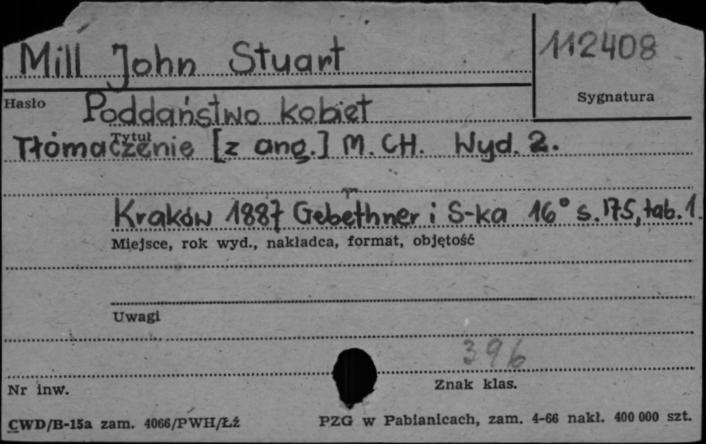 Mill John Stuart
112408
Hasło
Sygnatura
Poddaństwo kobiet
Tytuł
Tłómaczenie [z ang.] M. CH. Wyd. 2.
Kraków 1887 Gebethner i S-ka 16° s. 175, tab. 1.
Miejsce, rok wyd., nakładca, format, objętość
Uwagi
396
Nr inw.
Znak klas.
CWD/B-15a zam. 4066/PWH/Łż
PZG w Pabianicach, zam. 4-66 nakł. 400 000 szt.